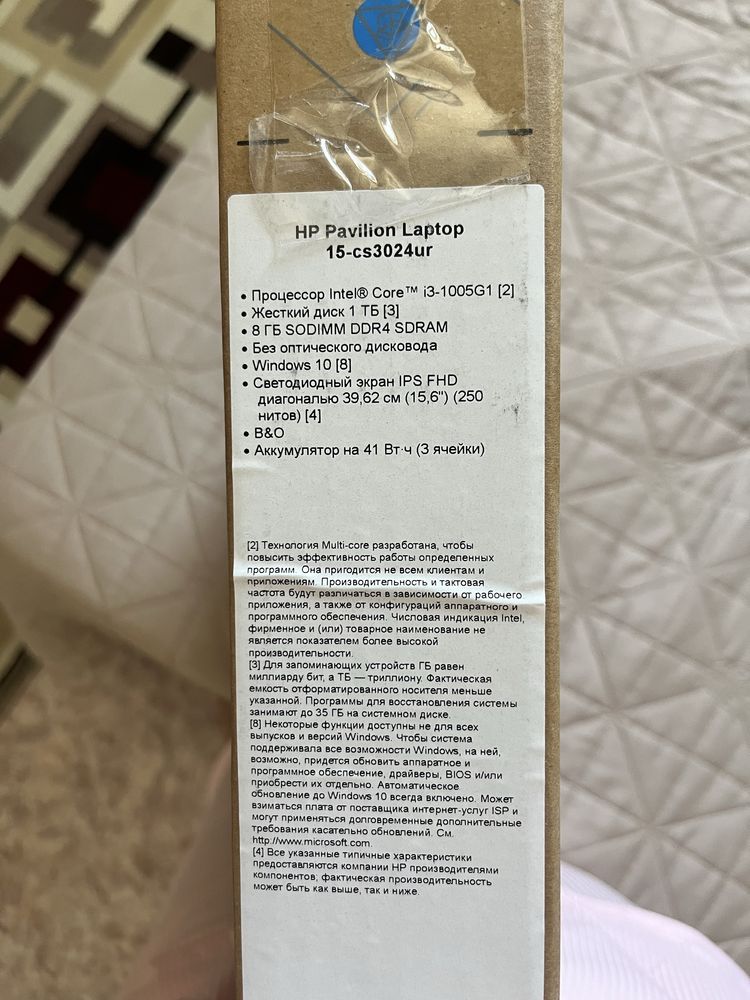 HP Pavilion Laptop
15-cs3024ur
• Процессор Intel® Core™ i3-1005G1 [2]
• Жесткий диск 1 ТБ [3]
• 8 ГБ SODIMM DDR4 SDRAM
• Без оптического дисковода
• Windows 10 [8]
• Светодиодный экран IPS FHD
диагональю 39,62 см (15,6") (250
нитов) [4]
• B&O
• Аккумулятор на 41 Вт·ч (3 ячейки)
[2] Технология Multi-core разработана, чтобы
повысить эффективность работы определенных
программ. Она пригодится не всем клиентам и
приложениям. Производительность и тактовая
частота будут различаться в зависимости от рабочего
приложения, а также от конфигураций аппаратного и
программного обеспечения. Числовая индикация Intel,
фирменное и (или) товарное наименование не
является показателем более высокой
производительности.
[3] Для запоминающих устройств ГБ равен
миллиарду бит, а ТБ — триллиону. Фактическая
емкость отформатированного носителя меньше
указанной. Программы для восстановления системы
занимают до 35 ГБ на системном диске.
[8] Некоторые функции доступны не для всех
выпусков и версий Windows. Чтобы система
поддерживала все возможности Windows, на ней,
возможно, придется обновить аппаратное и
программное обеспечение, драйверы, BIOS и/или
приобрести их отдельно. Автоматическое
обновление до Windows 10 всегда включено. Может
взиматься плата от поставщика интернет-услуг ISP и
могут применяться долговременные дополнительные
требования касательно обновлений. См.
http://www.microsoft.com.
[4] Все указанные типичные характеристики
предоставляются компании HP производителями
компонентов; фактическая производительность
может быть как выше, так и ниже.